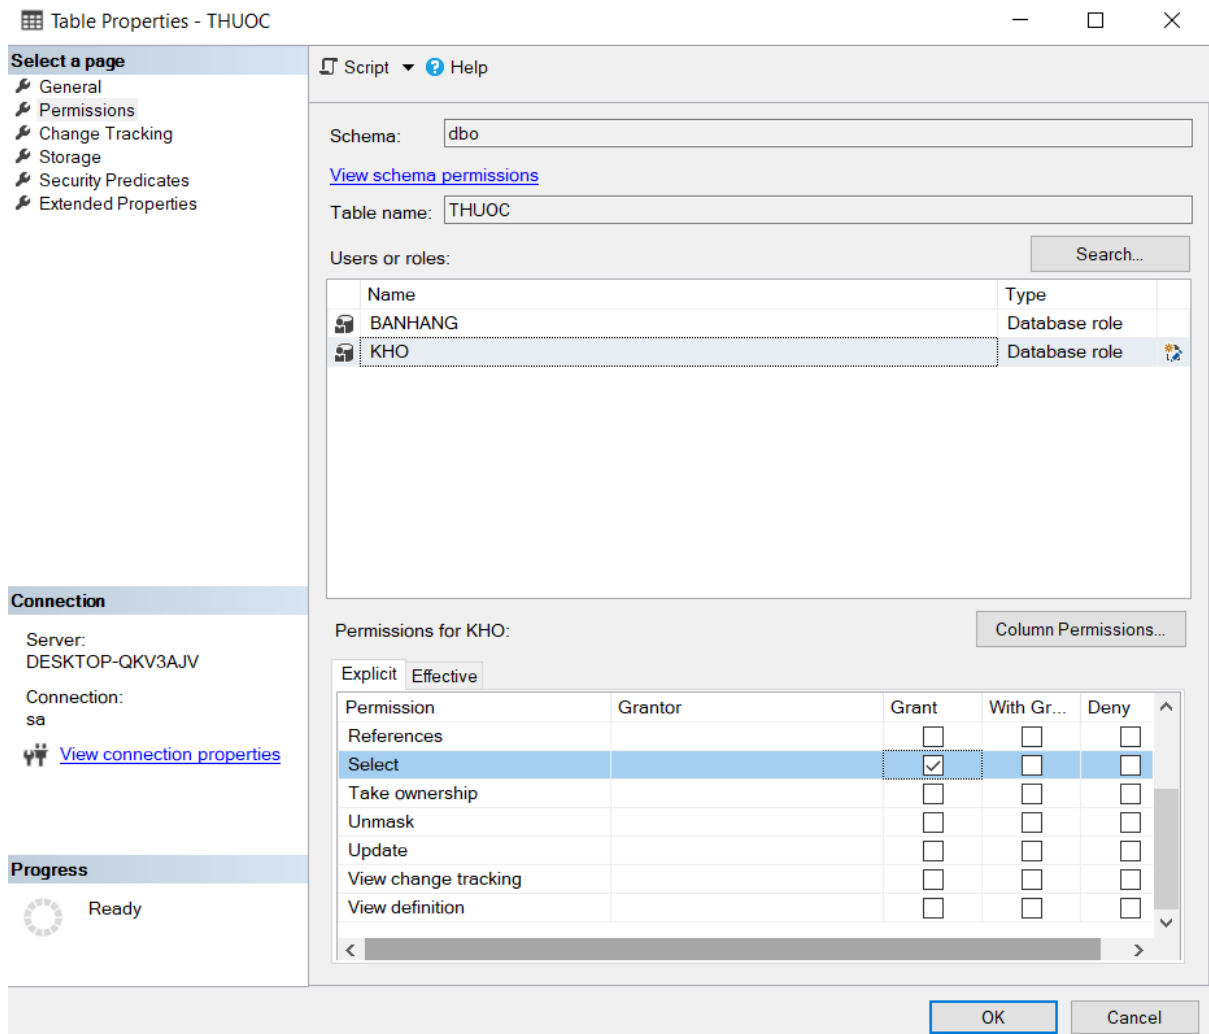 Table Properties - THUOC
Select a page
General
Permissions
Change Tracking
Storage
Security Predicates
Extended Properties
Script
Help
Schema:
dbo
View schema permissions
Table name:
THUOC
Users or roles:
Search...
Name Type
BANHANG Database role
KHO Database role
Connection
Server:
DESKTOP-QKV3AJV
Connection:
sa
View connection properties
Progress
Ready
Permissions for KHO:
Column Permissions...
Explicit Effective
Permission Grantor Grant With Gr... Deny
References
Select
Take ownership
Unmask
Update
View change tracking
View definition
OK Cancel